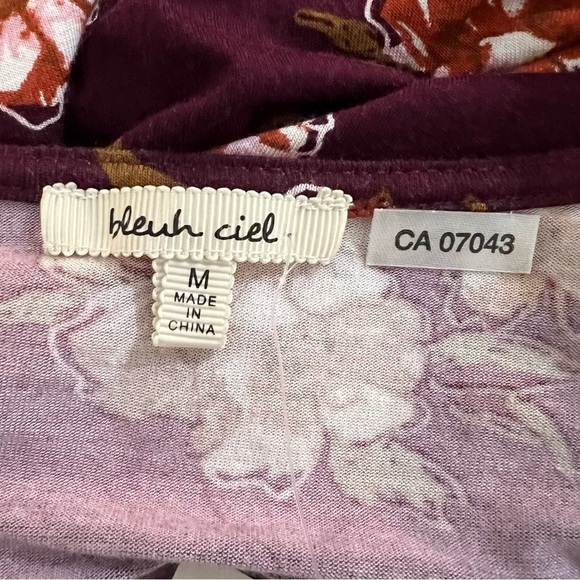 bleuh ciel
CA 07043
M
MADE
IN
CHINA